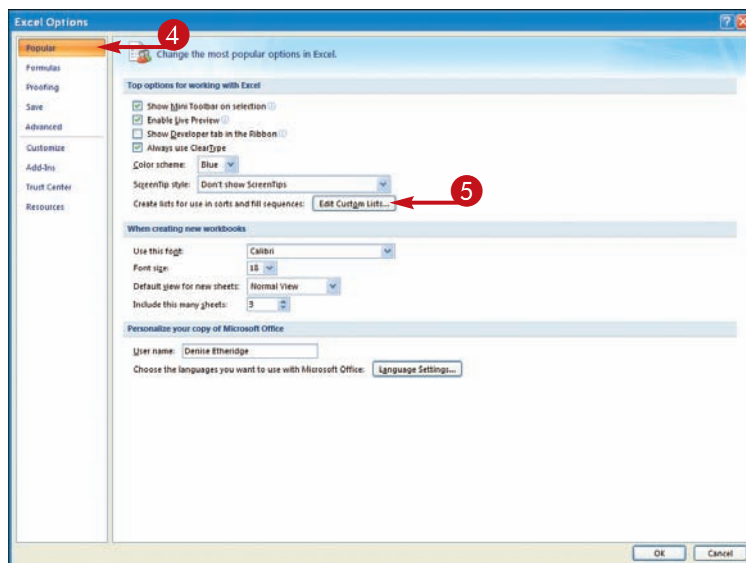 Excel Options
Popular
Formulas
Proofing
Save
Advanced
Customize
Add-Ins
Trust Center
Resources
4
Change the most popular options in Excel.
Top options for working with Excel
Show Mini Toolbar on selection
Enable Live Preview
Show Developer tab in the Ribbon
Always use ClearType
Color scheme: Blue
ScreenTip style: Don't show ScreenTips
Create lists for use in sorts and fill sequences: Edit Custom Lists...
5
When creating new workbooks
Use this font: Calibri
Font size: 18
Default view for new sheets: Normal View
Include this many sheets: 3
Personalize your copy of Microsoft Office
User name: Denise Etheridge
Choose the languages you want to use with Microsoft Office: Language Settings...
OK Cancel